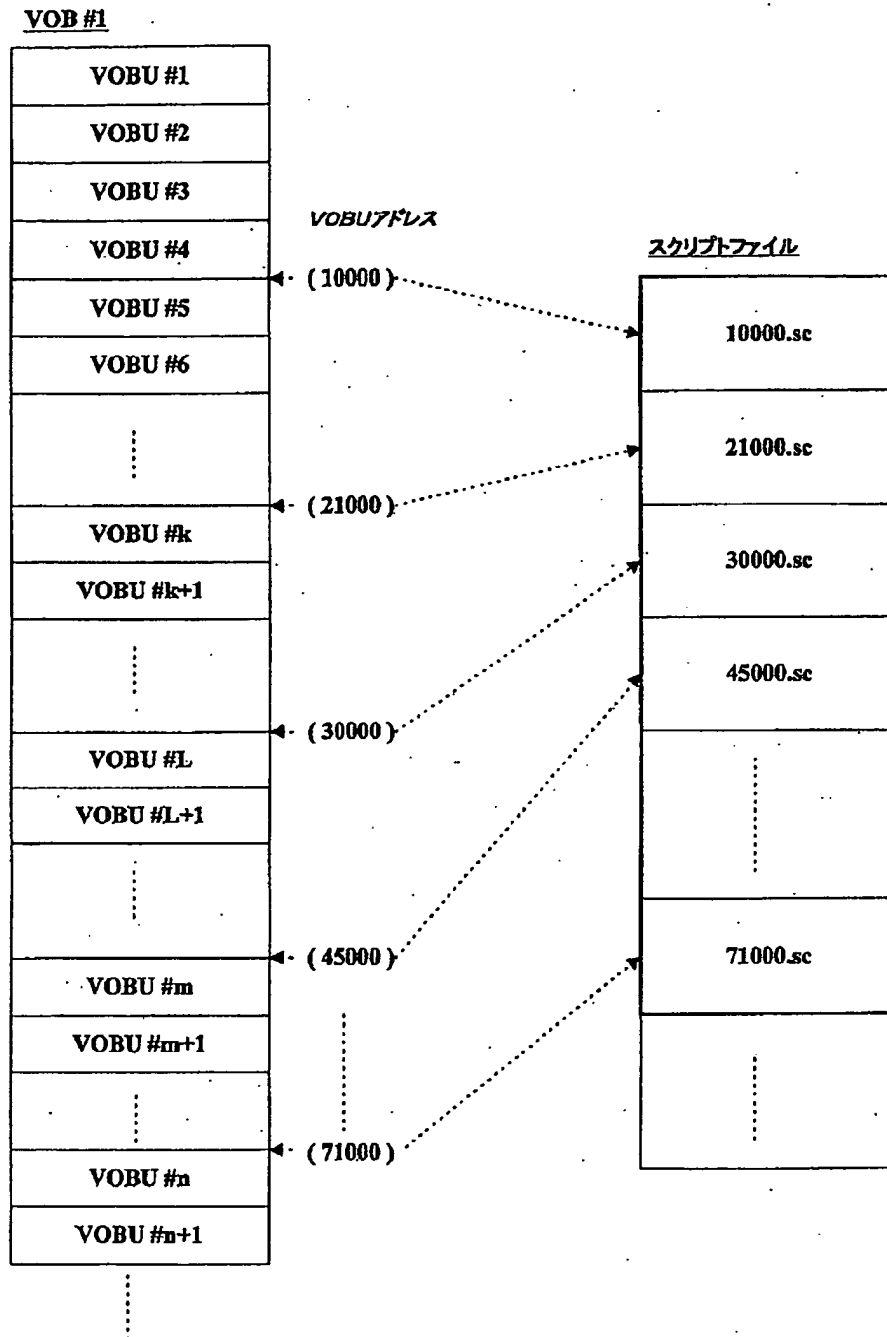 VOB #1
VOBU #1
VOBU #2
VOBU #3
VOBU #4
VOBU #5
VOBU #6
VOBU #k
VOBU #k+1
VOBU #L
VOBU #L+1
VOBU #m
VOBU #m+1
VOBU #n
VOBU #n+1
VOBUアドレス
( 10000 )
( 21000 )
( 30000 )
( 45000 )
( 71000 )
スクリプトファイル
10000.sc
21000.sc
30000.sc
45000.sc
71000.sc